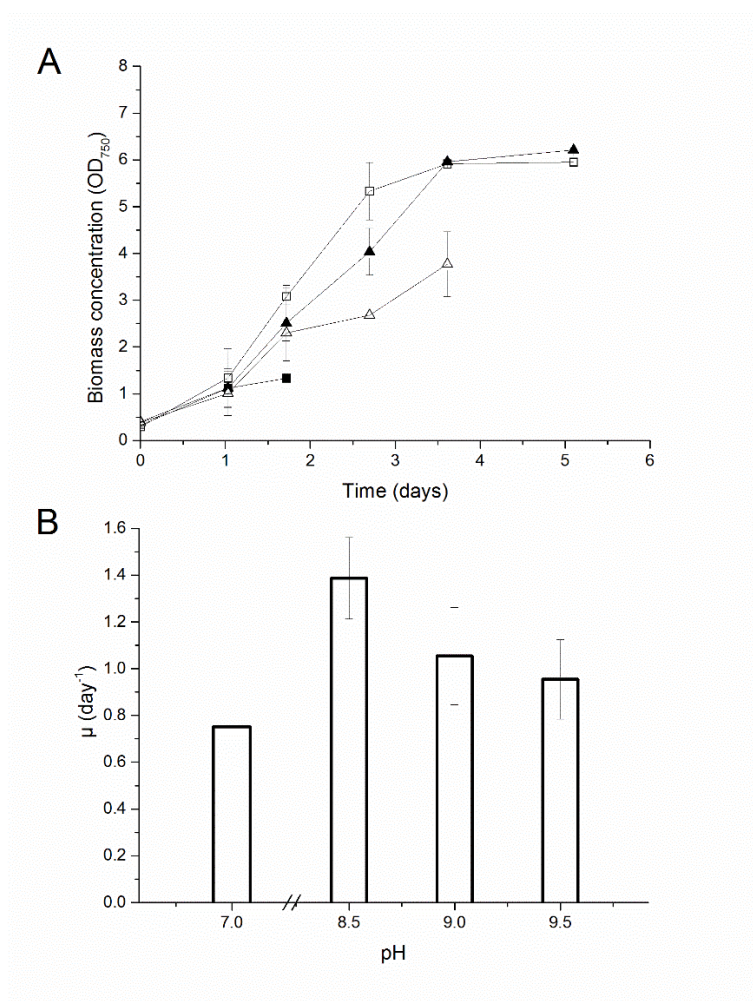 A
8
7
6
5
4
3
2
1
0
Biomass concentration (OD750)
0 1 2 3 4 5 6
Time (days)
B
1.6
1.4
1.2
1.0
0.8
0.6
0.4
0.2
0.0
μ (day-1)
7.0 8.5 9.0 9.5
pH